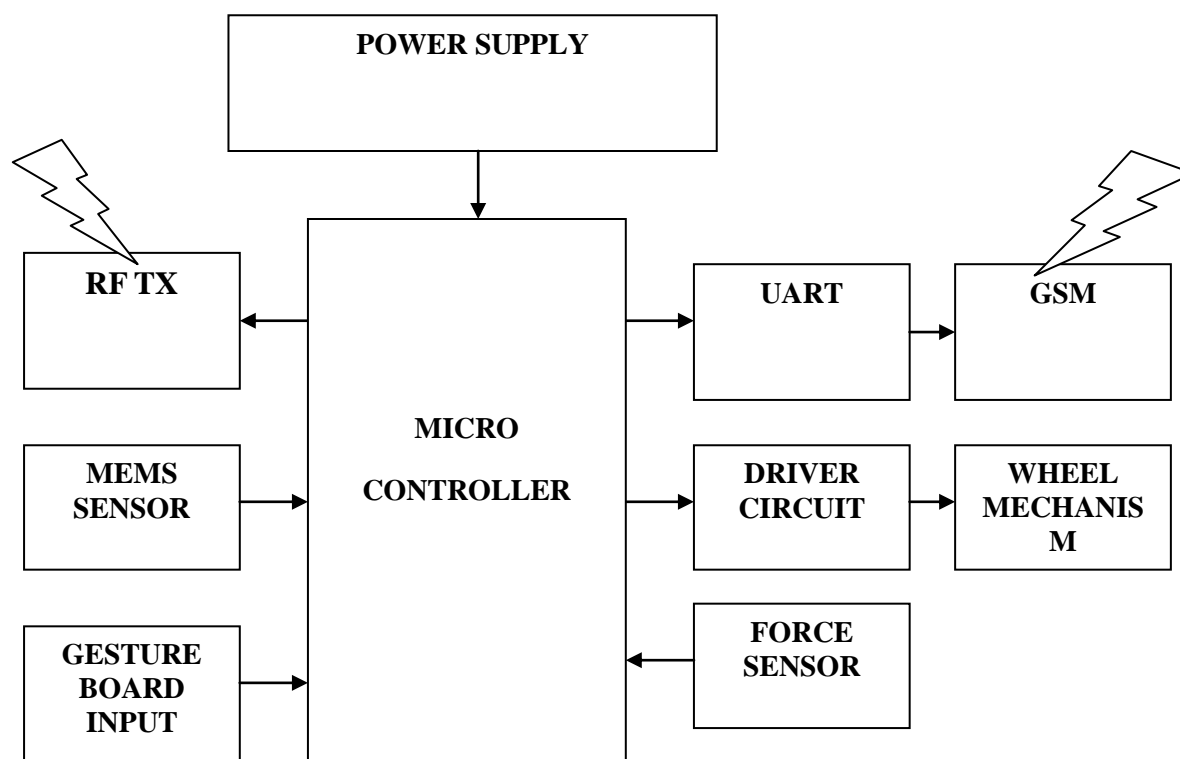 POWER SUPPLY
RF TX
UART
GSM
MICRO
CONTROLLER
MEMS
SENSOR
DRIVER
CIRCUIT
WHEEL
MECHANIS
M
GESTURE
BOARD
INPUT
FORCE
SENSOR